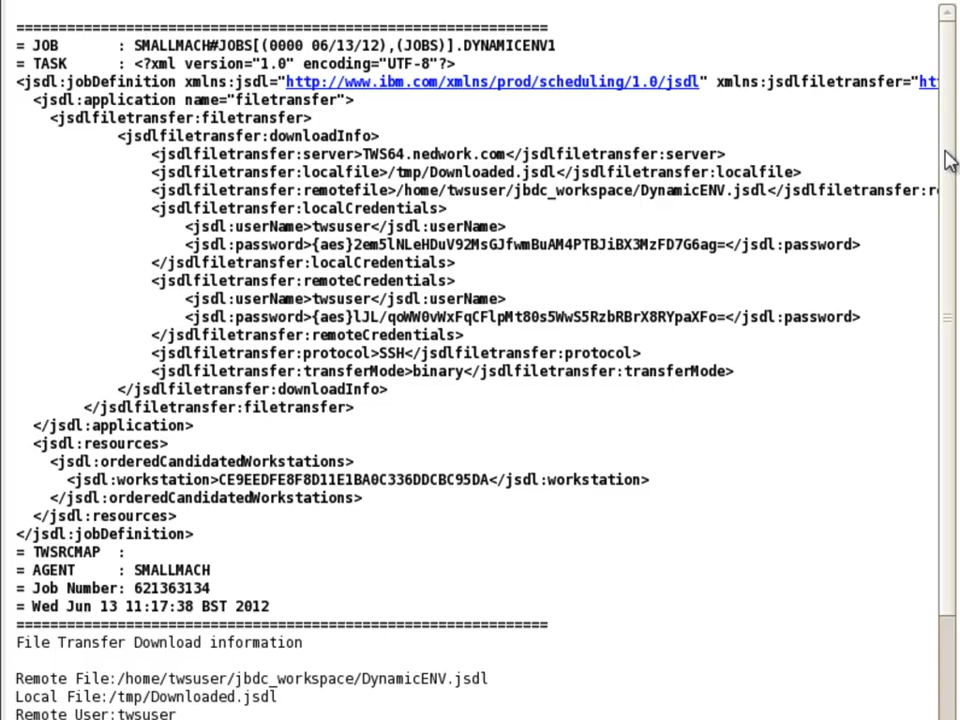 ==============================================================
= JOB       : SMALLMACH#JOBS[(0000 06/13/12),(JOBS)].DYNAMICENV1
= TASK      : <?xml version="1.0" encoding="UTF-8"?>
<jsdl:jobDefinition xmlns:jsdl="http://www.ibm.com/xmlns/prod/scheduling/1.0/jsdl" xmlns:jsdlfiletransfer="htt
  <jsdl:application name="filetransfer">
    <jsdlfiletransfer:filetransfer>
            <jsdlfiletransfer:downloadInfo>
                <jsdlfiletransfer:server>TWS64.nedwork.com</jsdlfiletransfer:server>
                <jsdlfiletransfer:localfile>/tmp/Downloaded.jsdl</jsdlfiletransfer:localfile>
                <jsdlfiletransfer:remotefile>/home/twsuser/jbdc_workspace/DynamicENV.jsdl</jsdlfiletransfer:re
                <jsdlfiletransfer:localCredentials>
                    <jsdl:userName>twsuser</jsdl:userName>
                    <jsdl:password>{aes}2em5lNLeHDuV92MsGJfwmBuAM4PTBJiBX3MzFD7G6ag=</jsdl:password>
                </jsdlfiletransfer:localCredentials>
                <jsdlfiletransfer:remoteCredentials>
                    <jsdl:userName>twsuser</jsdl:userName>
                    <jsdl:password>{aes}lJL/qoWW0vWxFqCFlpMt80s5WwS5RzbRBrX8RYpaXFo=</jsdl:password>
                </jsdlfiletransfer:remoteCredentials>
                <jsdlfiletransfer:protocol>SSH</jsdlfiletransfer:protocol>
                <jsdlfiletransfer:transferMode>binary</jsdlfiletransfer:transferMode>
            </jsdlfiletransfer:downloadInfo>
        </jsdlfiletransfer:filetransfer>
  </jsdl:application>
  <jsdl:resources>
    <jsdl:orderedCandidatedWorkstations>
      <jsdl:workstation>CE9EEDFE8F8D11E1BA0C336DDCBC95DA</jsdl:workstation>
    </jsdl:orderedCandidatedWorkstations>
  </jsdl:resources>
</jsdl:jobDefinition>
= TWSRCMAP  :
= AGENT     : SMALLMACH
= Job Number: 621363134
= Wed Jun 13 11:17:38 BST 2012
==============================================================
File Transfer Download information
Remote File:/home/twsuser/jbdc_workspace/DynamicENV.jsdl
Local File:/tmp/Downloaded.jsdl
Remote User:twsuser